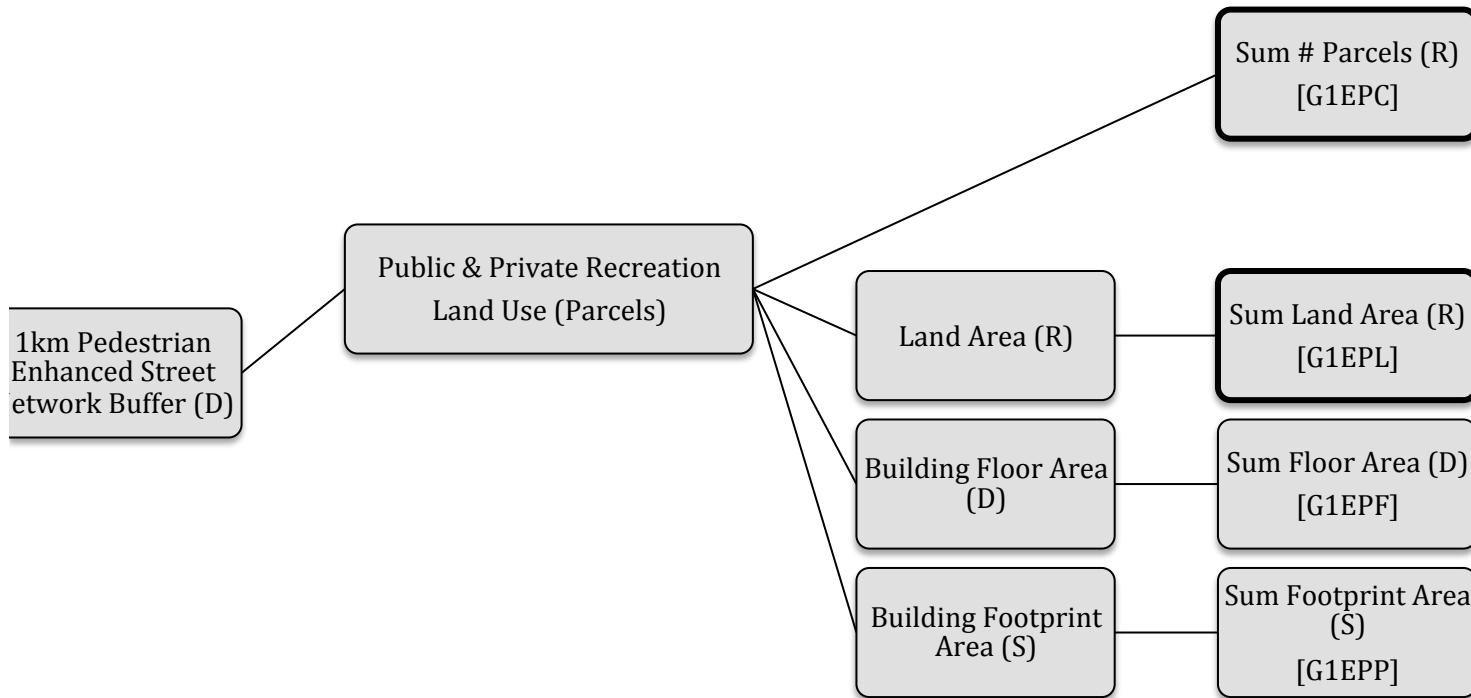 1km Pedestrian
Enhanced Street
etwork Buffer (D)
Public & Private Recreation
Land Use (Parcels)
Sum # Parcels (R)
[G1EPC]
Land Area (R)
Sum Land Area (R)
[G1EPL]
Building Floor Area
(D)
Sum Floor Area (D)
[G1EPF]
Building Footprint
Area (S)
Sum Footprint Area
(S)
[G1EPP]